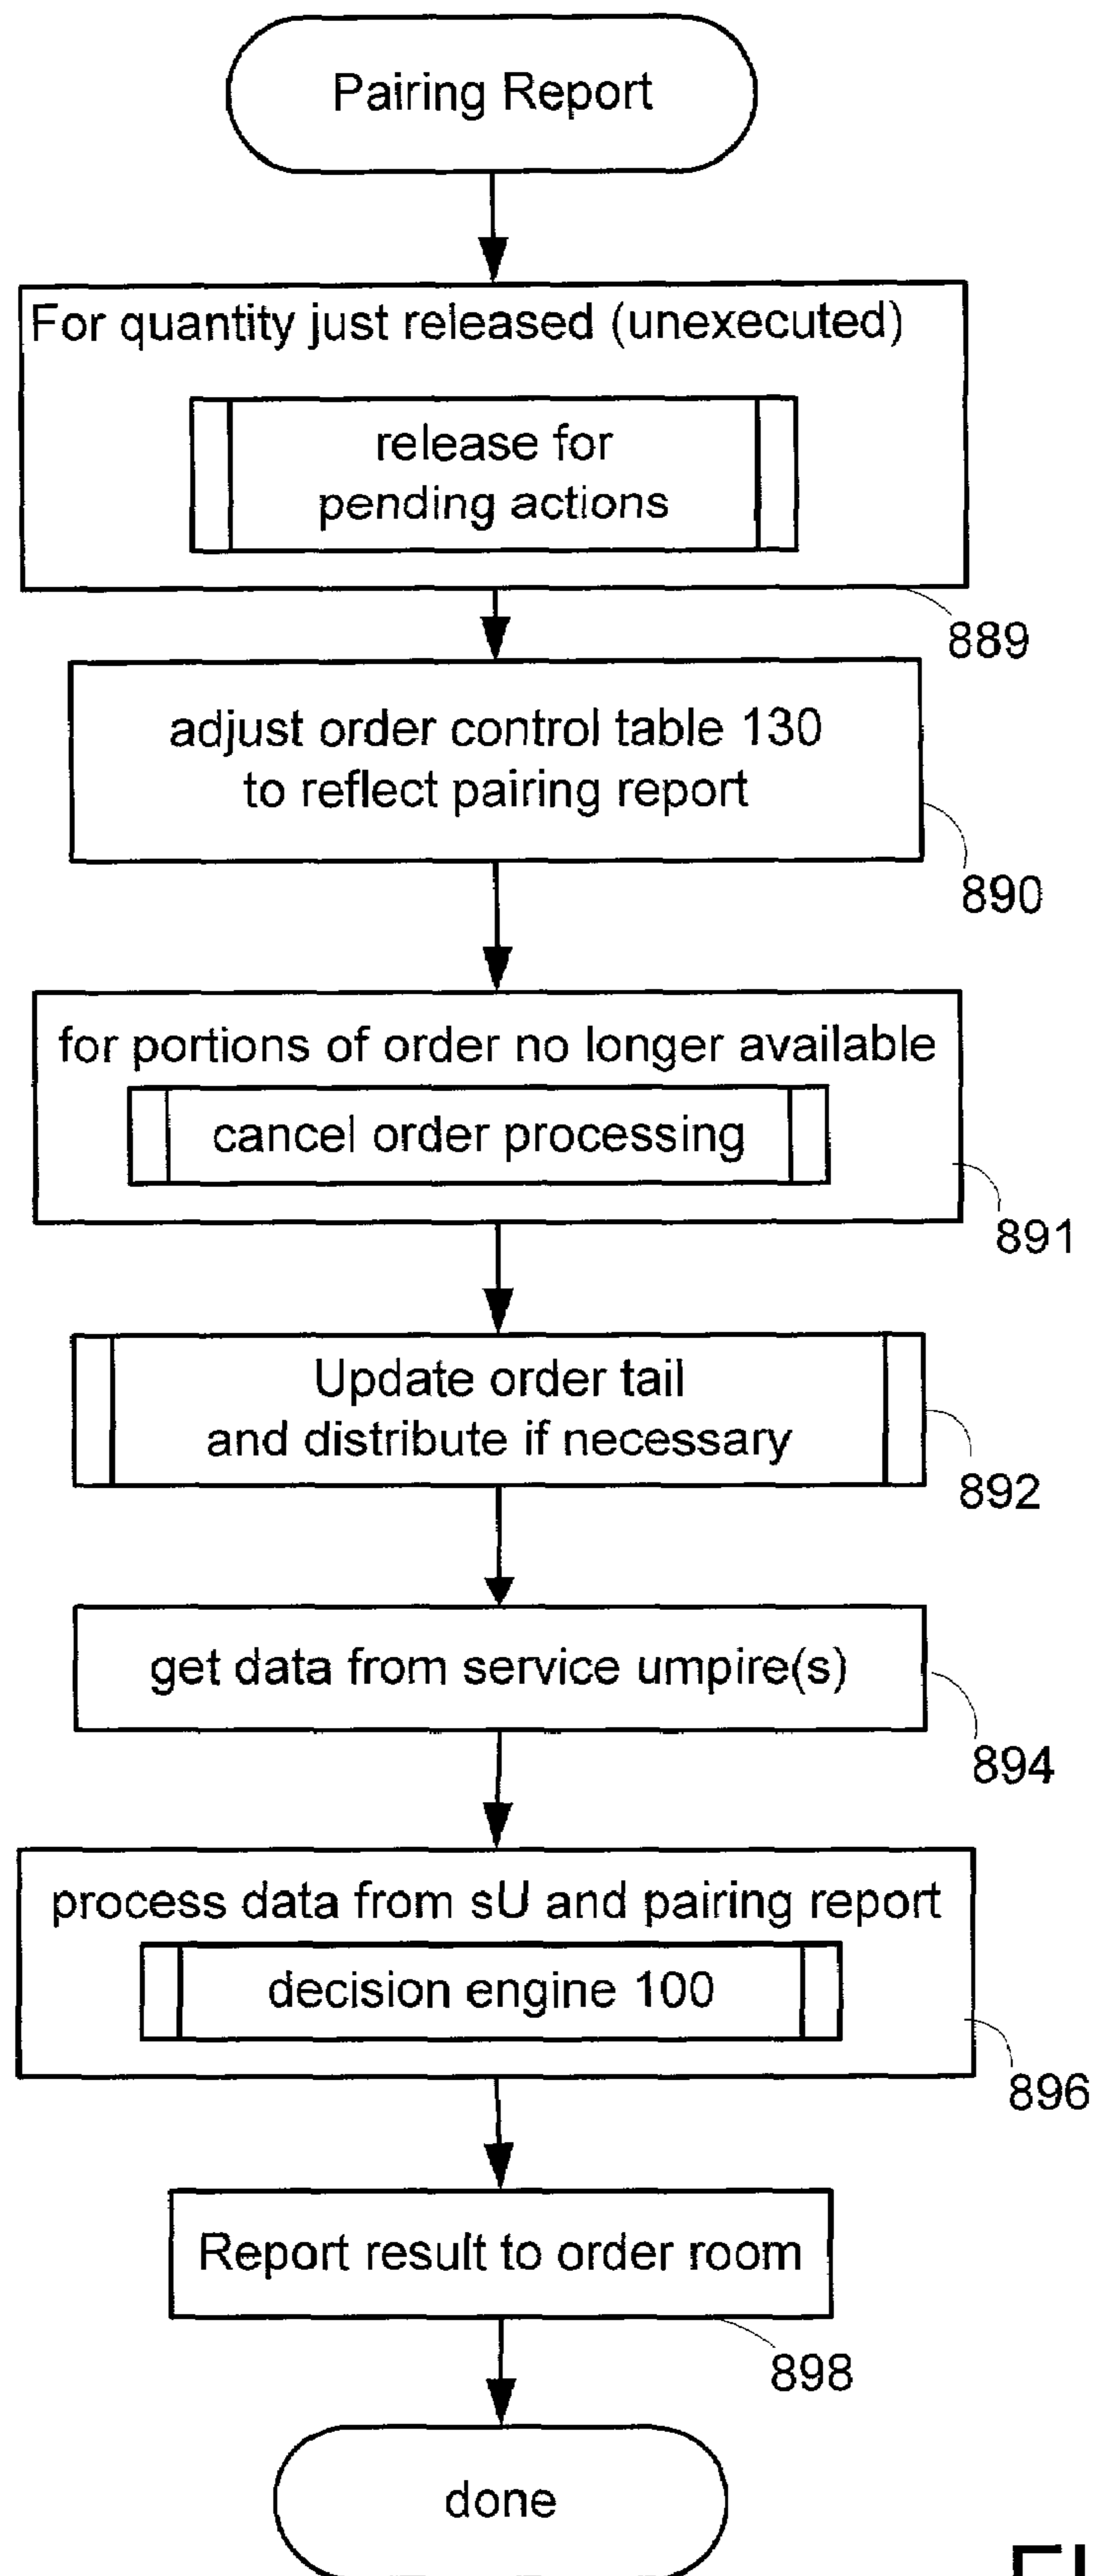 Pairing Report
For quantity just released (unexecuted)
release for
pending actions
889
adjust order control table 130
to reflect pairing report
890
for portions of order no longer available
cancel order processing
891
Update order tail
and distribute if necessary
892
get data from service umpire(s)
894
process data from sU and pairing report
decision engine 100
896
Report result to order room
898
done